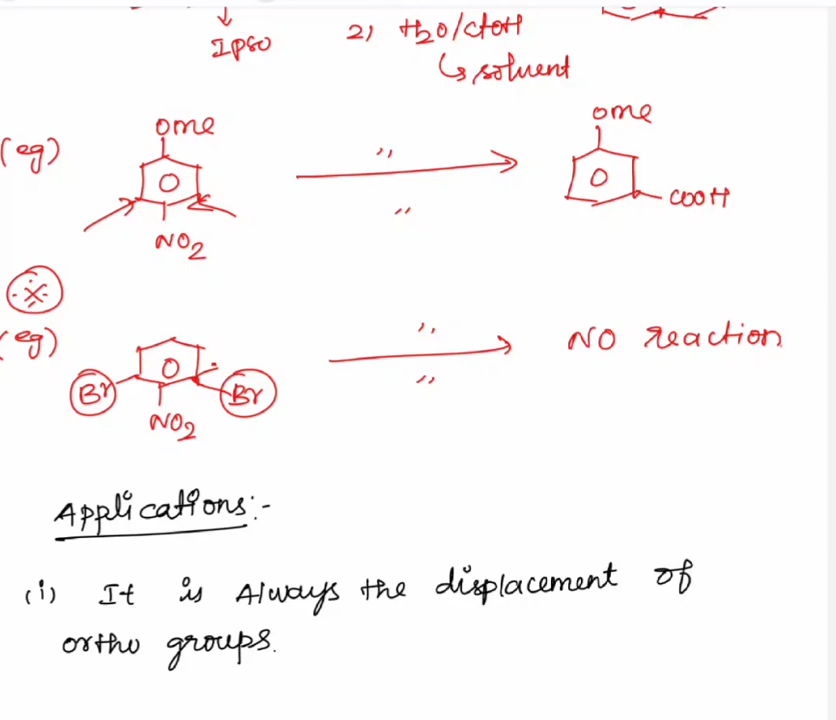 2) H2O/EtOH
Ipso
↳ solvent
OMe
OMe
(eg)
,,
,,
COOH
NO2
(eg)
,,
NO reaction
,,
Br
Br
NO2
Applications:-
(i) It is Always the displacement of
ortho groups.